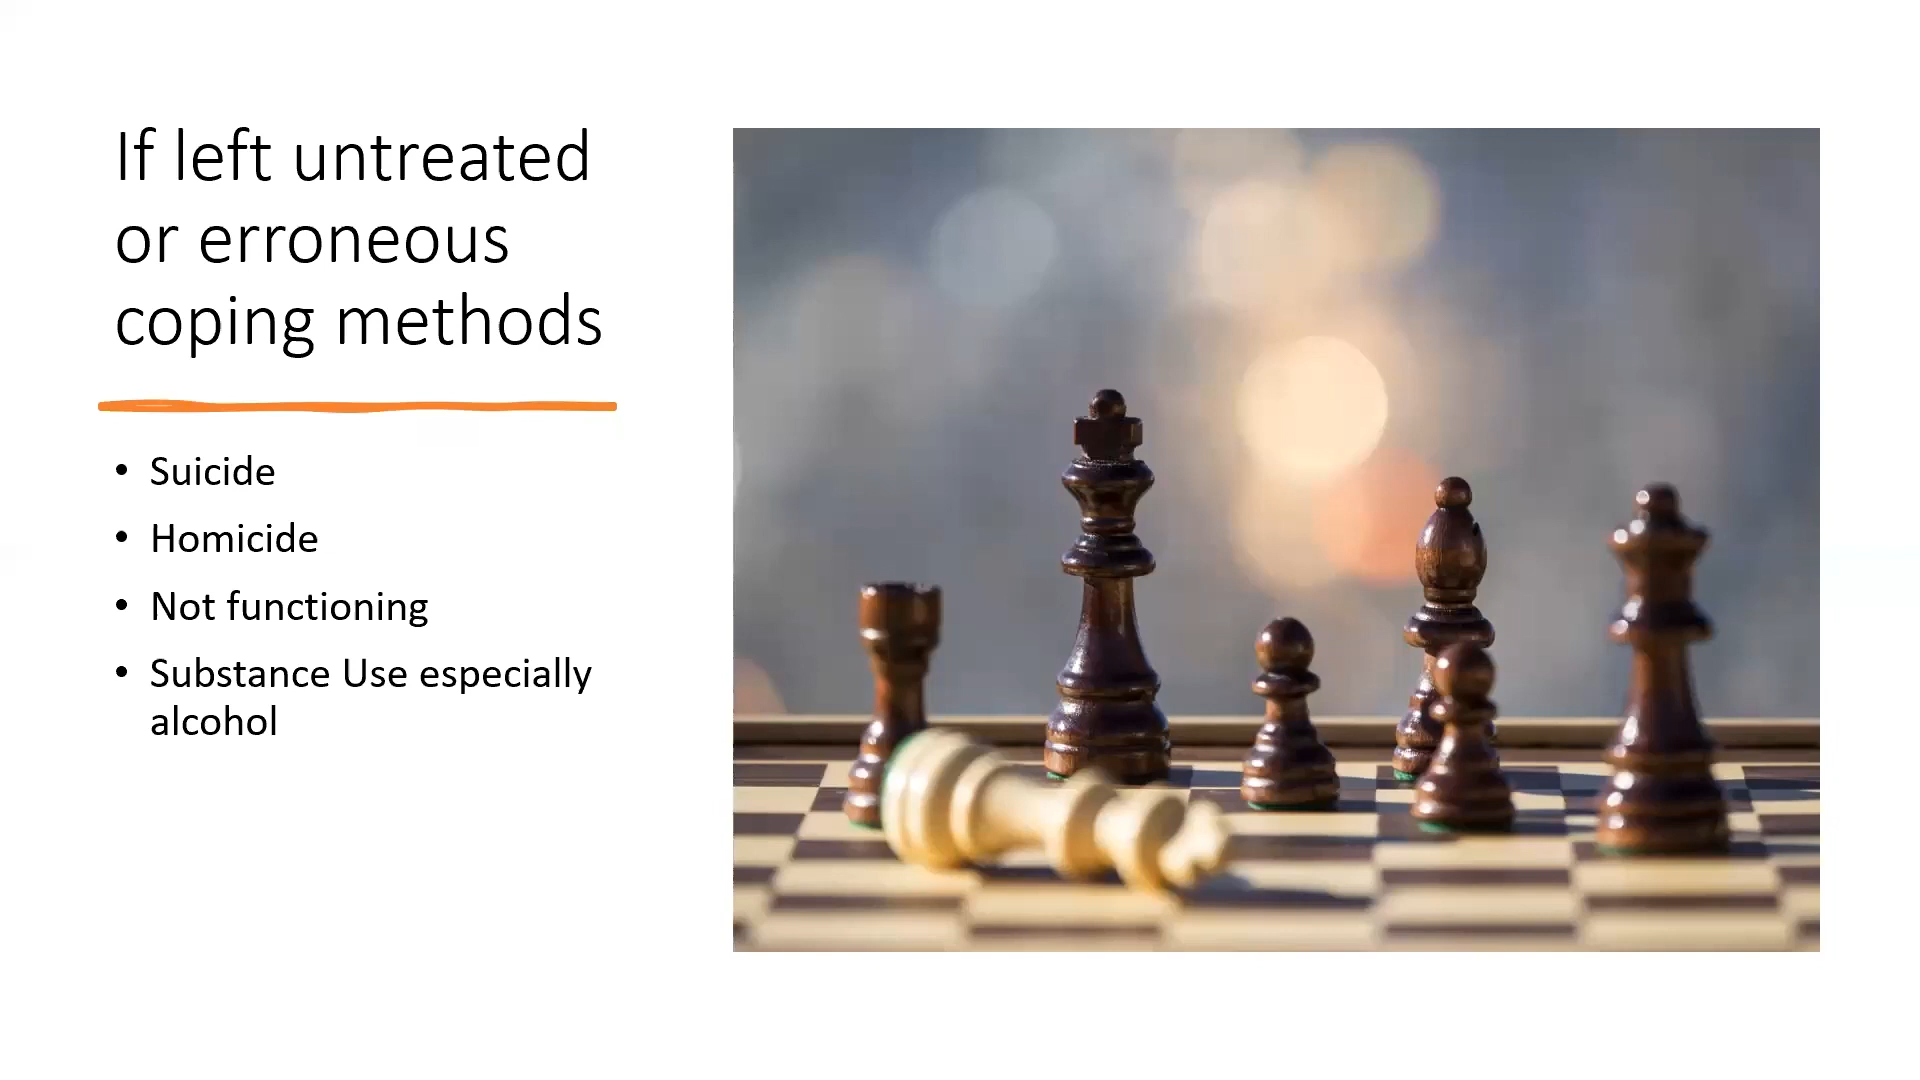 If left untreated
or erroneous
coping methods
• Suicide
• Homicide
• Not functioning
• Substance Use especially
alcohol